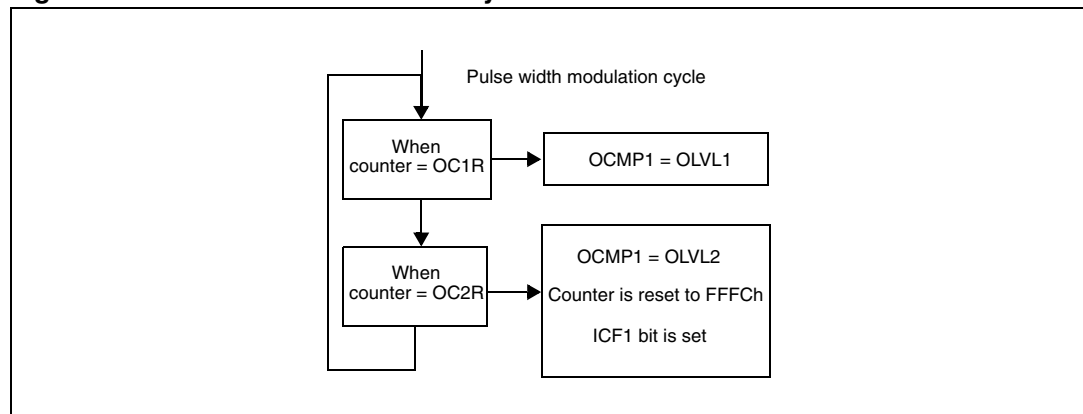 Pulse width modulation cycle
When
counter = OC1R
OCMP1 = OLVL1
When
counter = OC2R
OCMP1 = OLVL2
Counter is reset to FFFCh
ICF1 bit is set